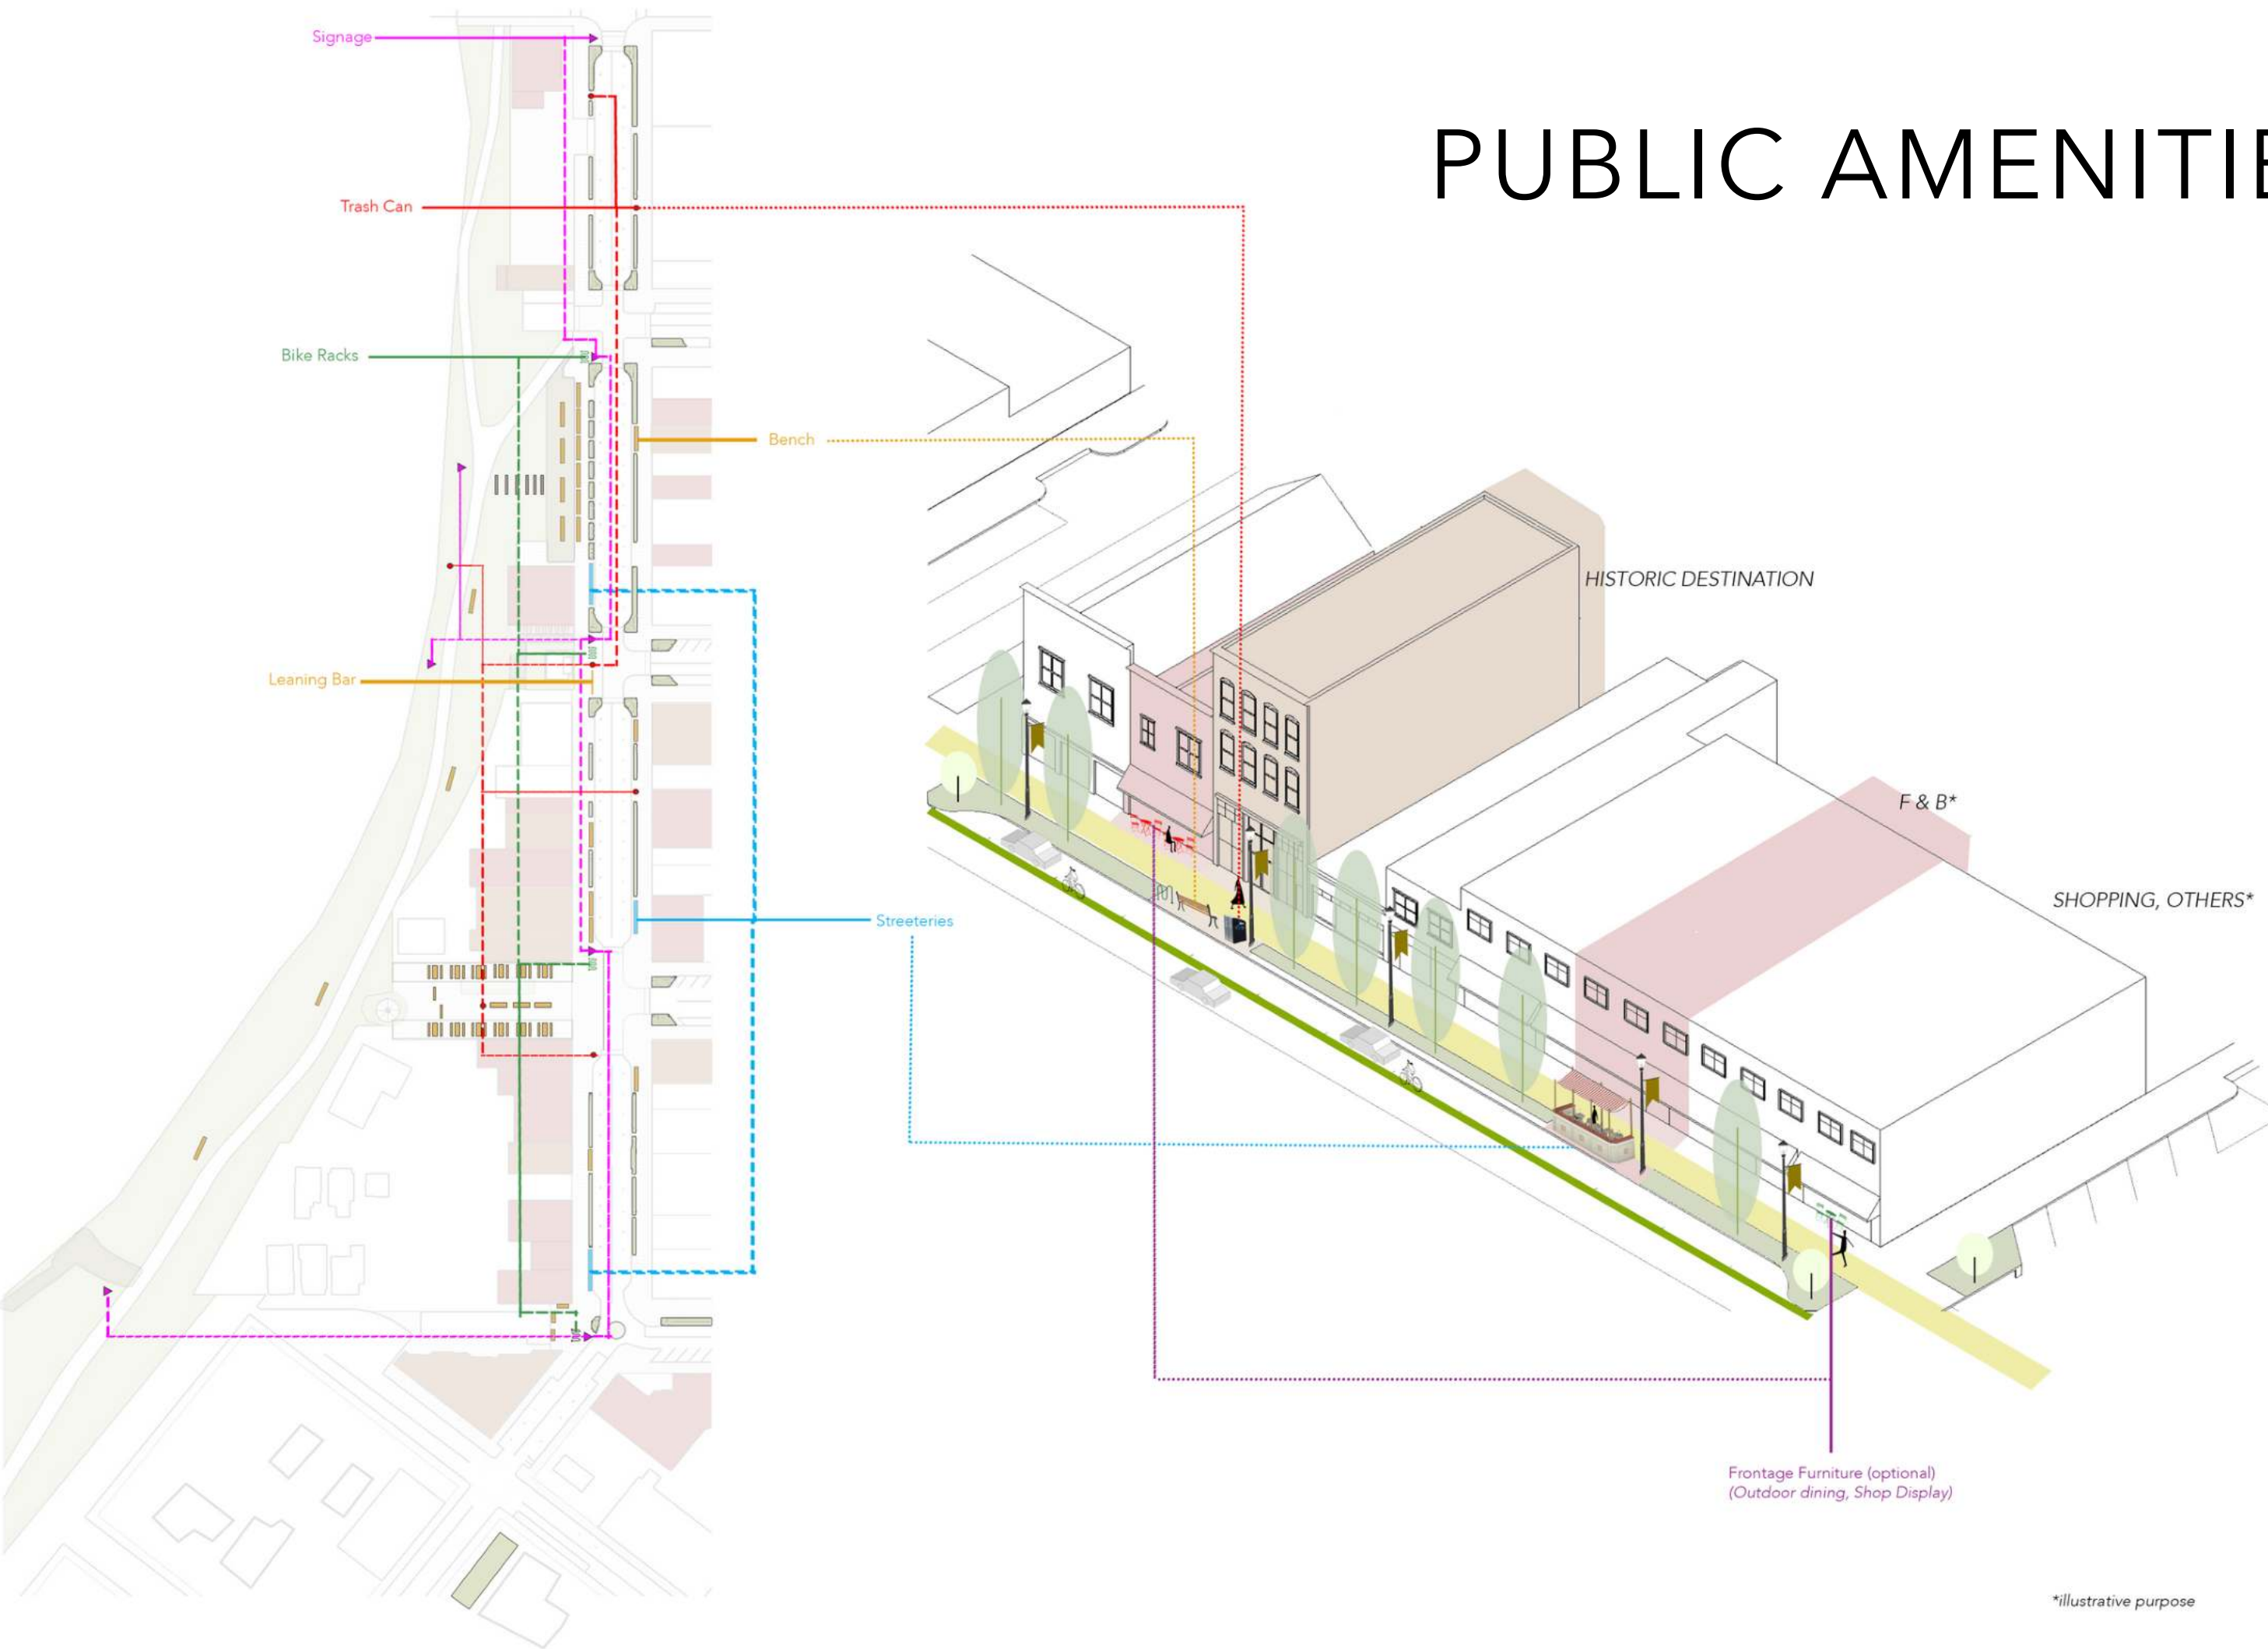 PUBLIC AMENITIE
Signage
Trash Can
Bike Racks
Bench
HISTORIC DESTINATION
Leaning Bar
F & B*
SHOPPING, OTHERS*
Streeteries
Frontage Furniture (optional)
(Outdoor dining, Shop Display)
*illustrative purpose